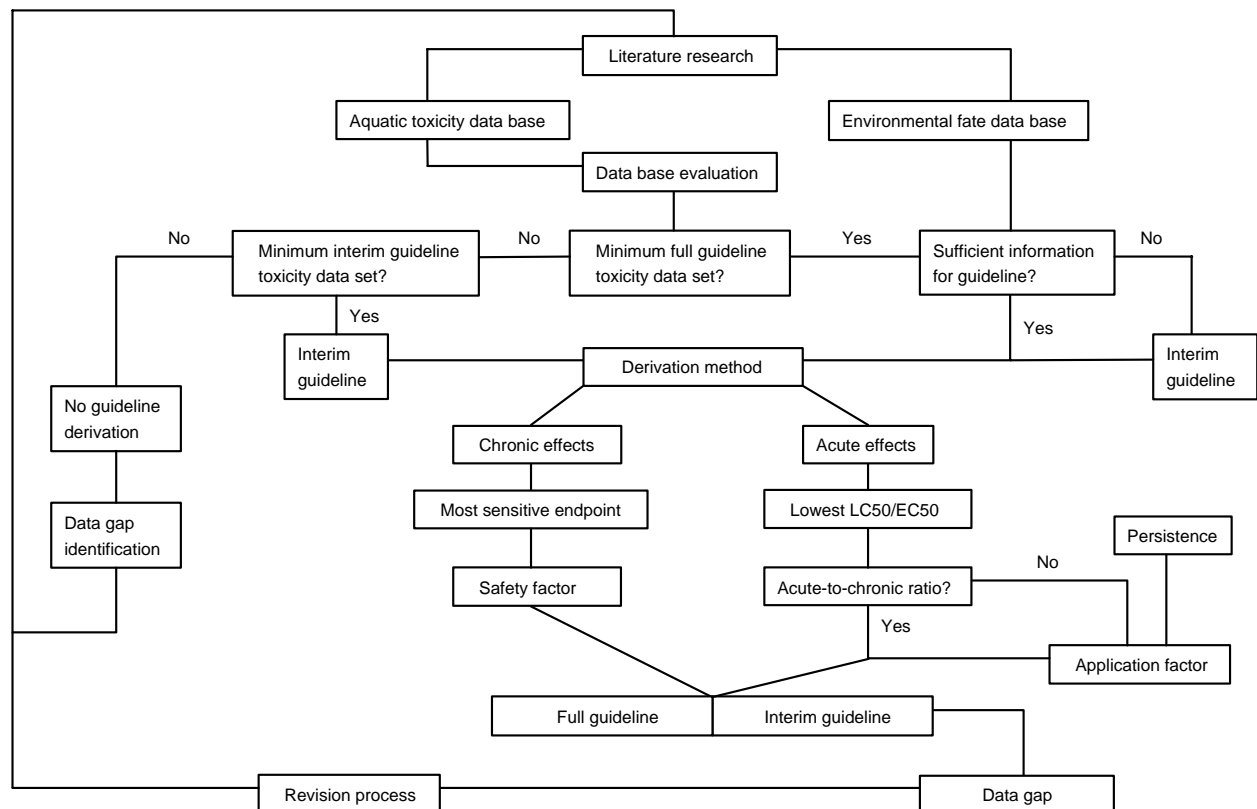 Literature research
Aquatic toxicity data base
Environmental fate data base
Data base evaluation
No
Minimum interim guideline
toxicity data set?
No
Minimum full guideline
toxicity data set?
Yes
Sufficient information
for guideline?
No
Yes
Yes
Interim
guideline
Derivation method
Interim
guideline
No guideline
derivation
Chronic effects
Acute effects
Data gap
identification
Most sensitive endpoint
Lowest LC50/EC50
Persistence
Safety factor
Acute-to-chronic ratio?
No
Yes
Application factor
Full guideline
Interim guideline
Revision process
Data gap